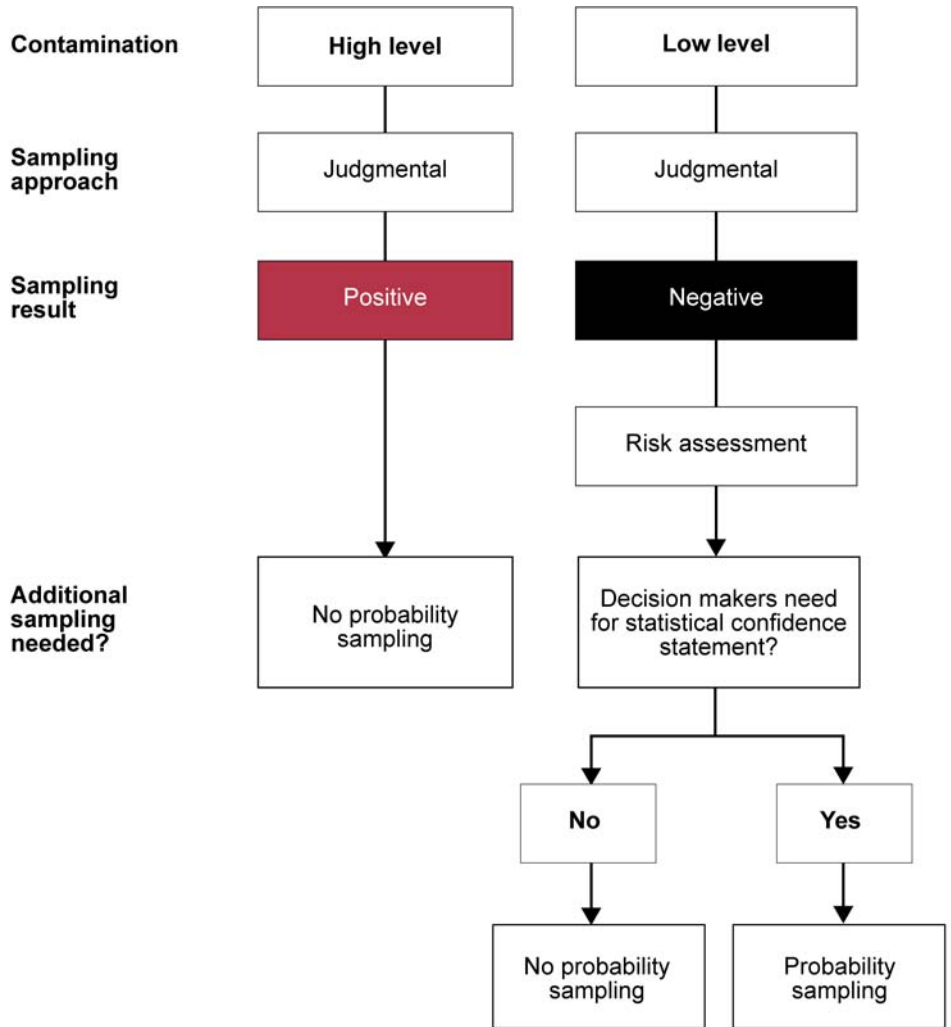 Contamination
High level
Low level
Sampling
approach
Judgmental
Judgmental
Sampling
result
Positive
Negative
Risk assessment
Additional
sampling
needed?
No probability
sampling
Decision makers need
for statistical confidence
statement?
No
Yes
No probability
sampling
Probability
sampling